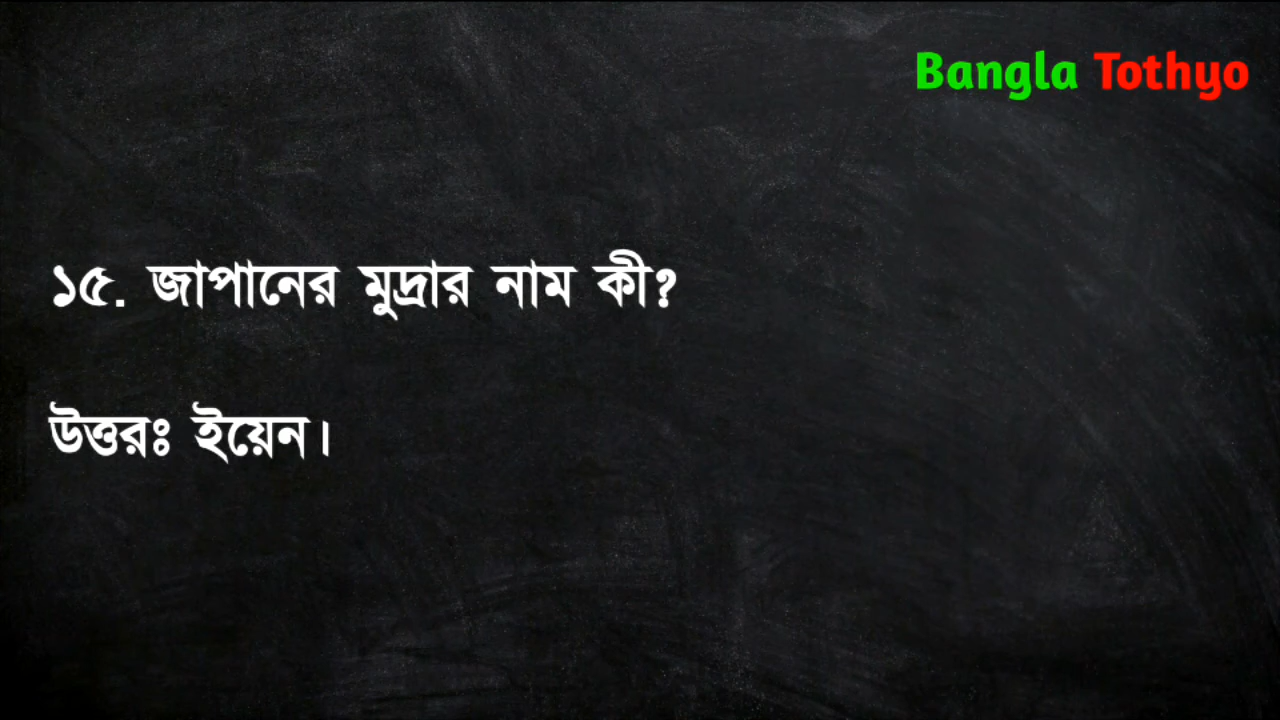 Bangla Tothyo
১৫. জাপানের মুদ্রার নাম কী?
উত্তরঃ ইয়েন।